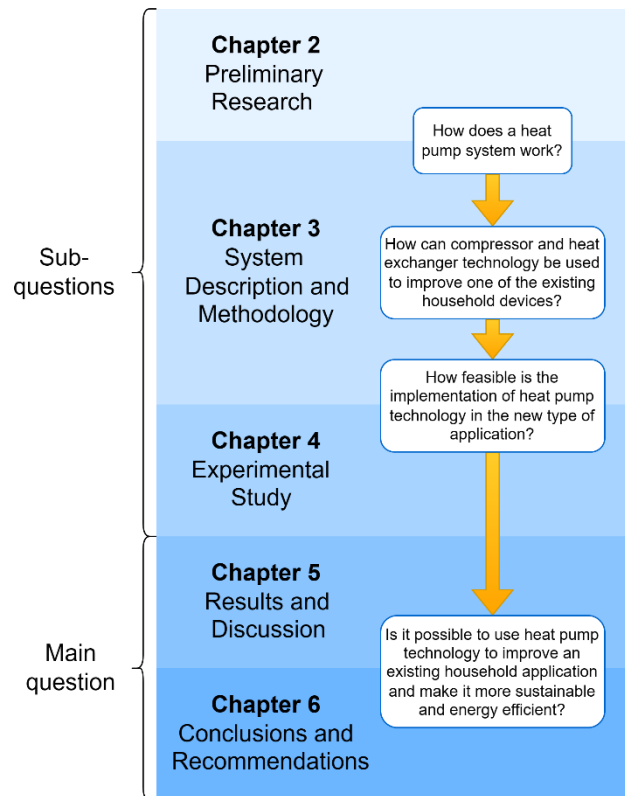 Chapter 2
Preliminary
Research
How does a heat
pump system work?
Sub-
questions
Chapter 3
System
Description and
Methodology
How can compressor and heat
exchanger technology be used
to improve one of the existing
household devices?
How feasible is the
implementation of heat pump
technology in the new type of
application?
Chapter 4
Experimental
Study
Main
question
Chapter 5
Results and
Discussion
Is it possible to use heat pump
technology to improve an
existing household application
and make it more sustainable
and energy efficient?
Chapter 6
Conclusions and
Recommendations